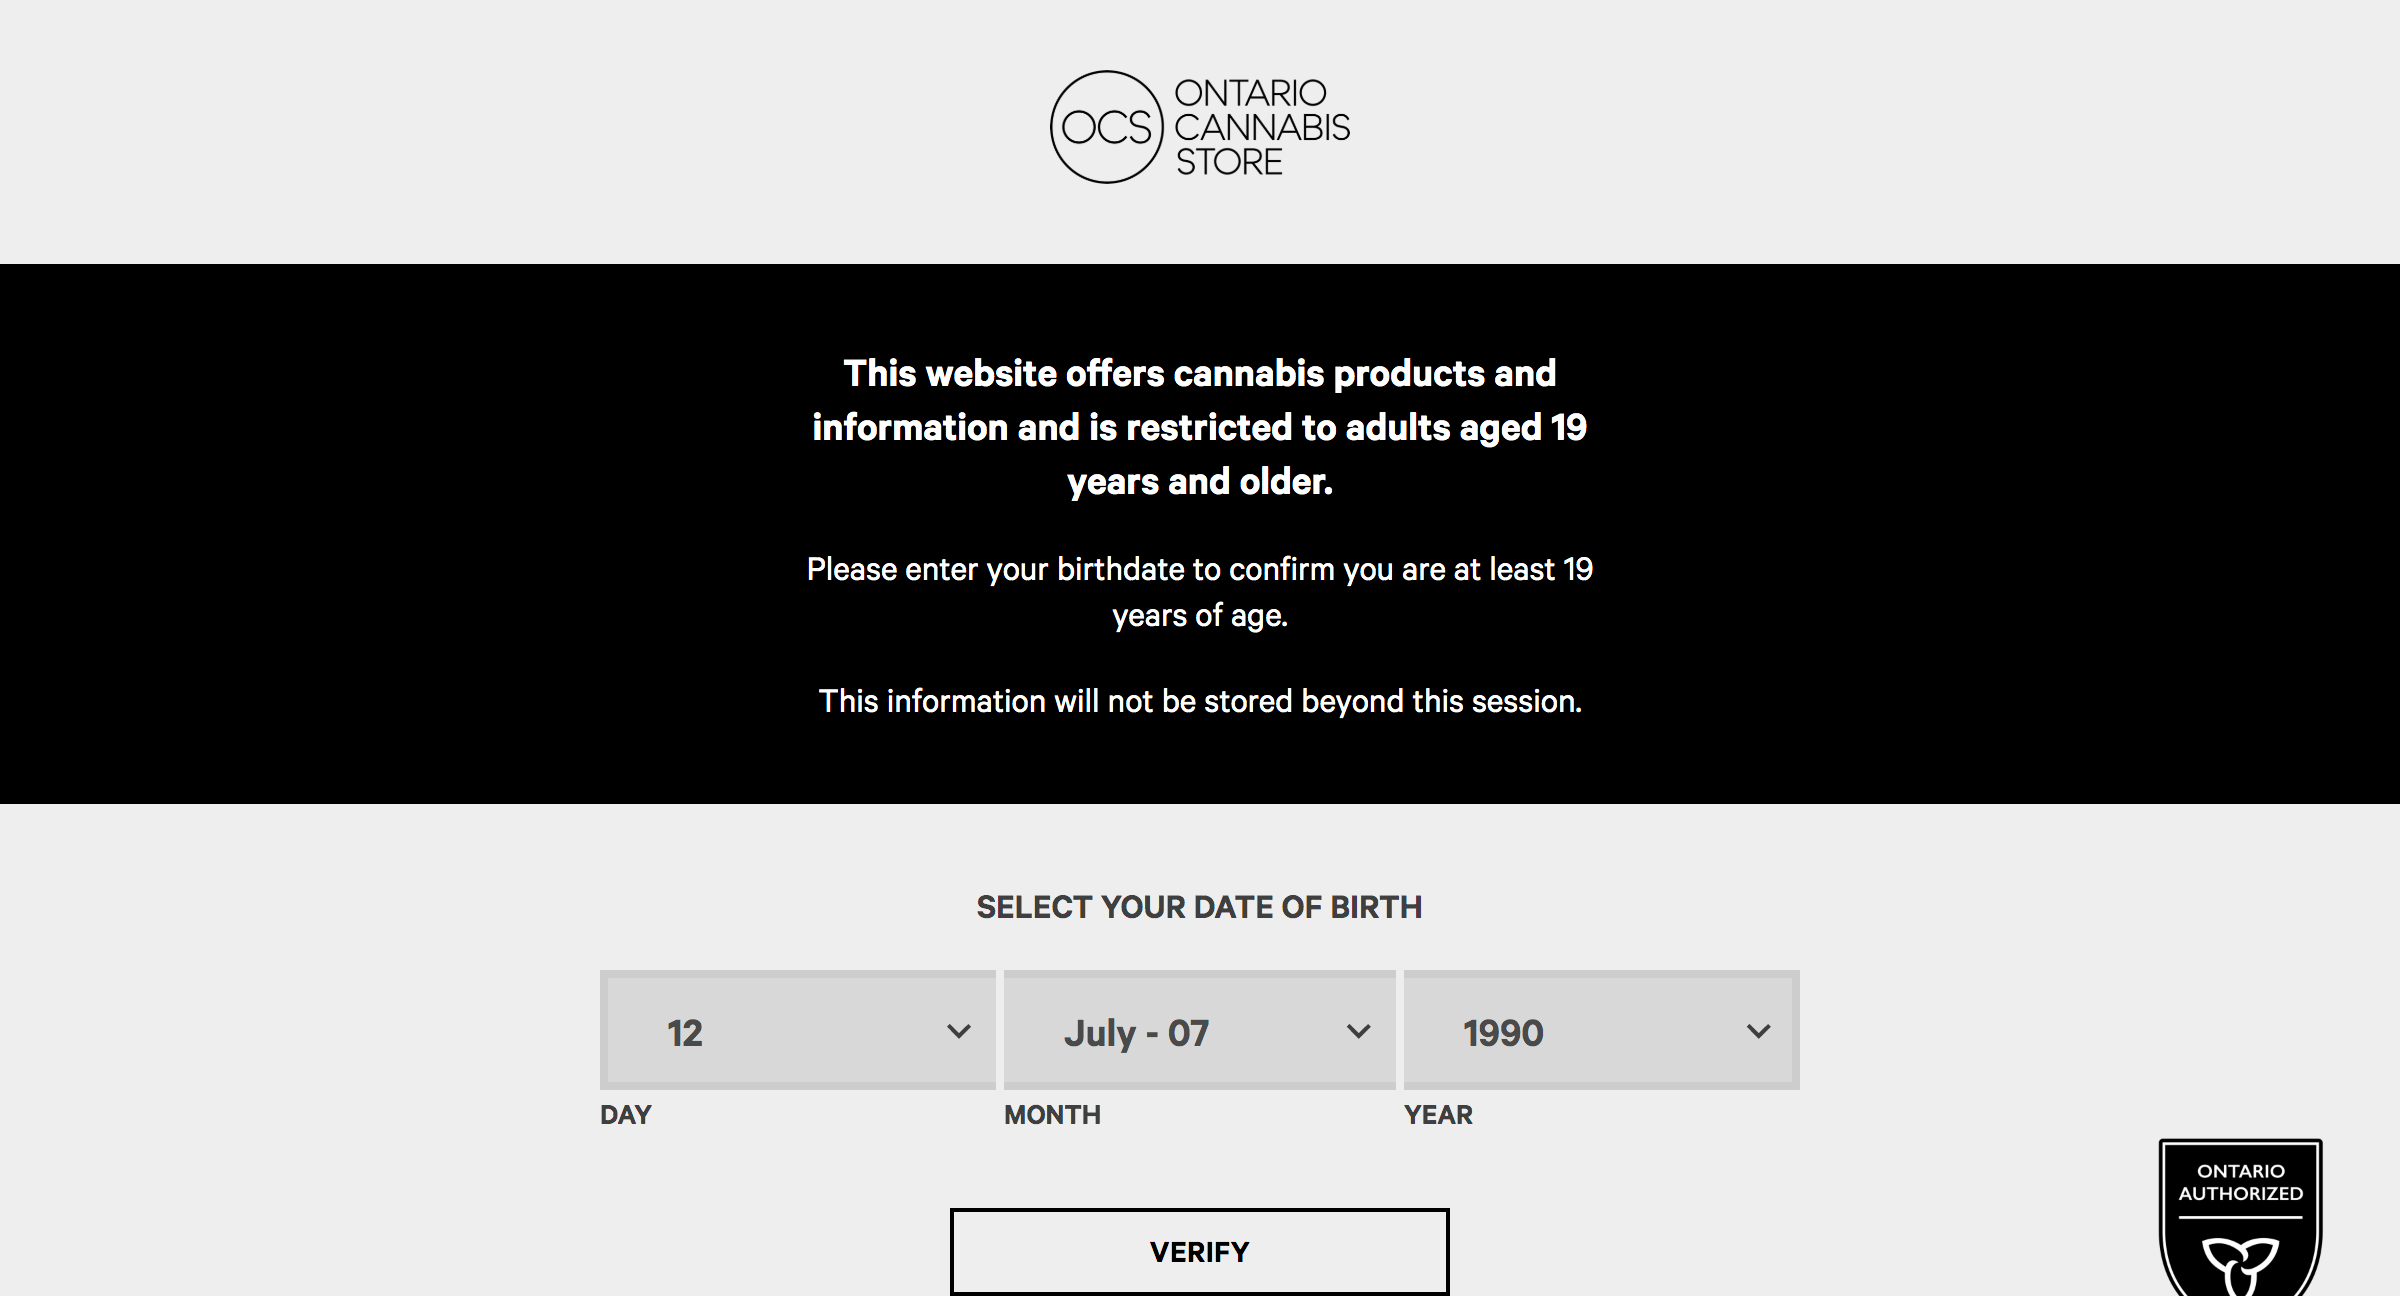 OCS
ONTARIO
CANNABIS
STORE
This website offers cannabis products and
information and is restricted to adults aged 19
years and older.
Please enter your birthdate to confirm you are at least 19
years of age.
This information will not be stored beyond this session.
SELECT YOUR DATE OF BIRTH
12
July - 07
1990
DAY
MONTH
YEAR
VERIFY
ONTARIO
AUTHORIZED